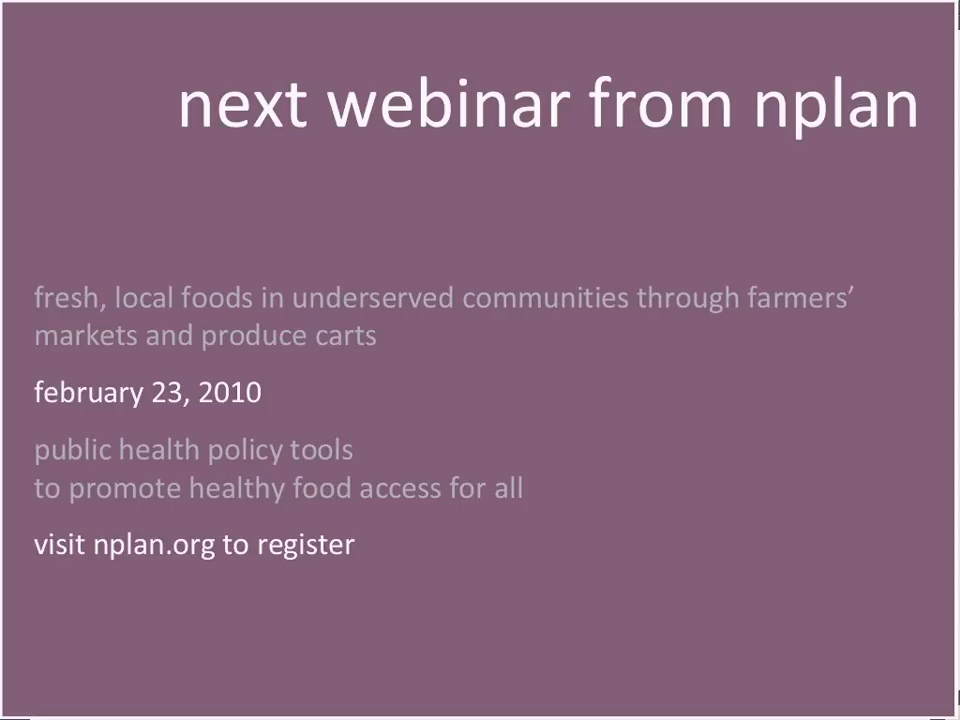 next webinar from nplan
fresh, local foods in underserved communities through farmers’
markets and produce carts
february 23, 2010
public health policy tools
to promote healthy food access for all
visit nplan.org to register